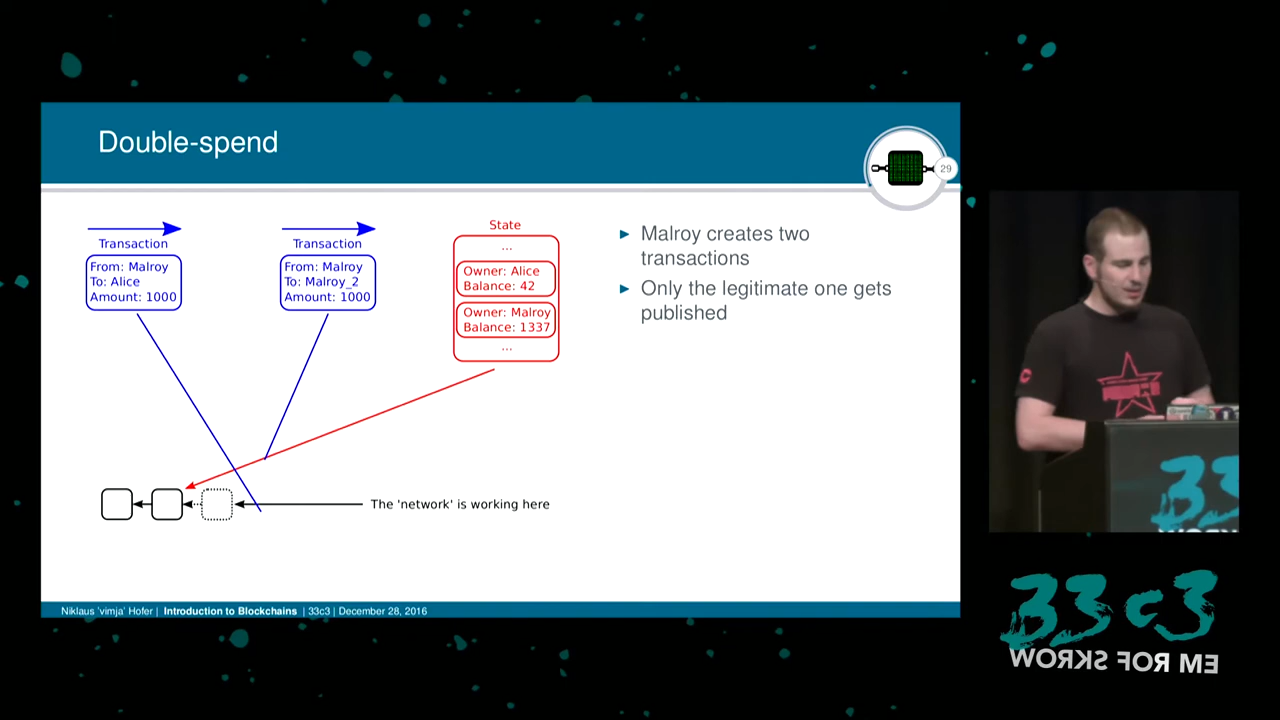 Double-spend
29
Transaction
From: Malroy
To: Alice
Amount: 1000
Transaction
From: Malroy
To: Malroy_2
Amount: 1000
State
...
Owner: Alice
Balance: 42
Owner: Malroy
Balance: 1337
...
▶ Malroy creates two
transactions
▶ Only the legitimate one gets
published
The 'network' is working here
Niklaus 'vimja' Hofer | Introduction to Blockchains | 33c3 | December 28, 2016
33c3
WORKS FOR ME